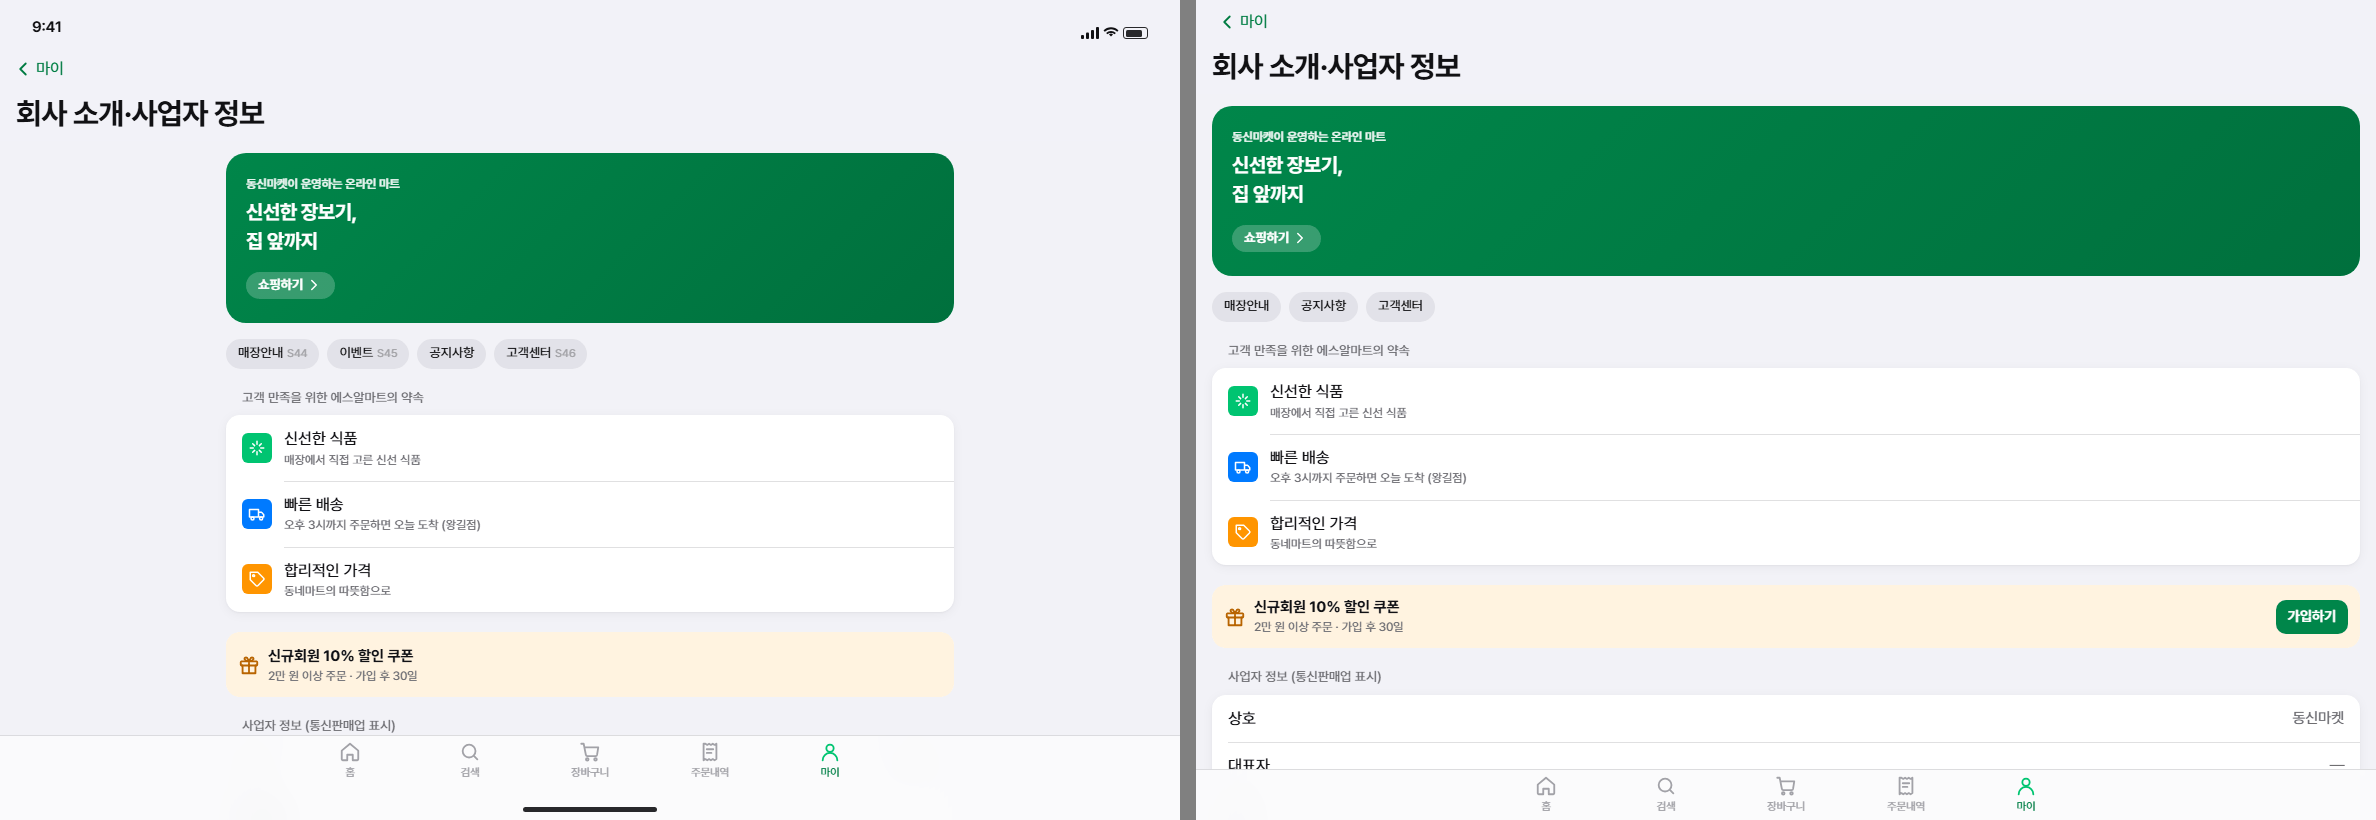 9:41
마이
회사 소개·사업자 정보
동신마켓이 운영하는 온라인 마트
신선한 장보기,
집 앞까지
쇼핑하기
매장안내 S44 이벤트 S45 공지사항 고객센터 S46
고객 만족을 위한 에스알마트의 약속
신선한 식품
매장에서 직접 고른 신선 식품
빠른 배송
오후 3시까지 주문하면 오늘 도착 (왕길점)
합리적인 가격
동네마트의 따뜻함으로
신규회원 10% 할인 쿠폰
2만 원 이상 주문 · 가입 후 30일
사업자 정보 (통신판매업 표시)
홈 검색 장바구니 주문내역 마이
마이
회사 소개·사업자 정보
동신마켓이 운영하는 온라인 마트
신선한 장보기,
집 앞까지
쇼핑하기
매장안내 공지사항 고객센터
고객 만족을 위한 에스알마트의 약속
신선한 식품
매장에서 직접 고른 신선 식품
빠른 배송
오후 3시까지 주문하면 오늘 도착 (왕길점)
합리적인 가격
동네마트의 따뜻함으로
신규회원 10% 할인 쿠폰
2만 원 이상 주문 · 가입 후 30일
가입하기
사업자 정보 (통신판매업 표시)
상호 동신마켓
대표자 —
홈 검색 장바구니 주문내역 마이